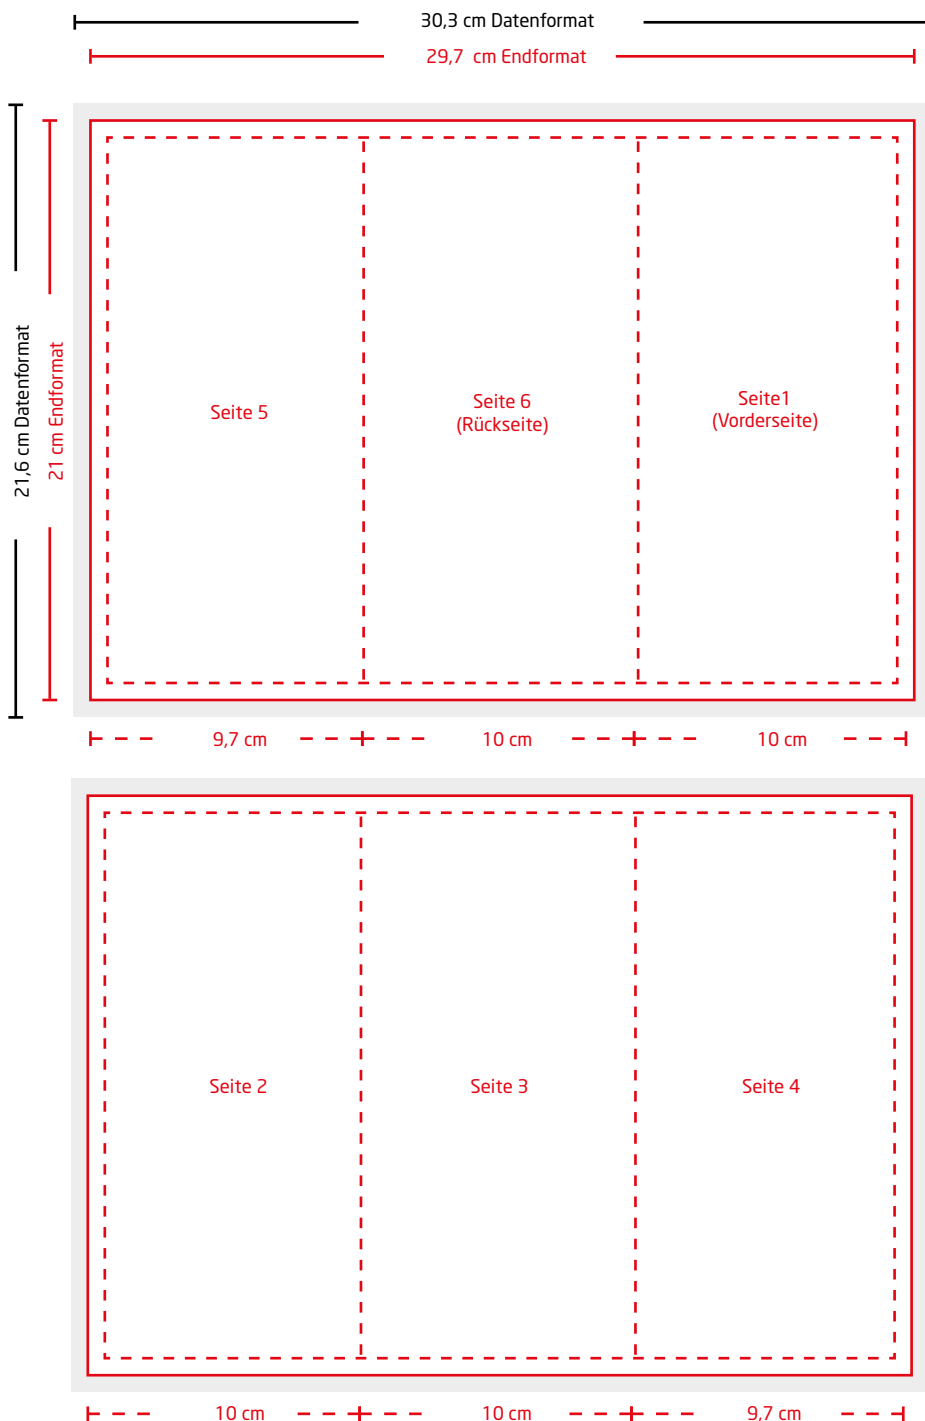 30,3 cm Datenformat
29,7 cm Endformat
21,6 cm Datenformat
21 cm Endformat
Seite 5
Seite 6
(Rückseite)
Seite1
(Vorderseite)
9,7 cm
10 cm
10 cm
Seite 2
Seite 3
Seite 4
10 cm
10 cm
9,7 cm